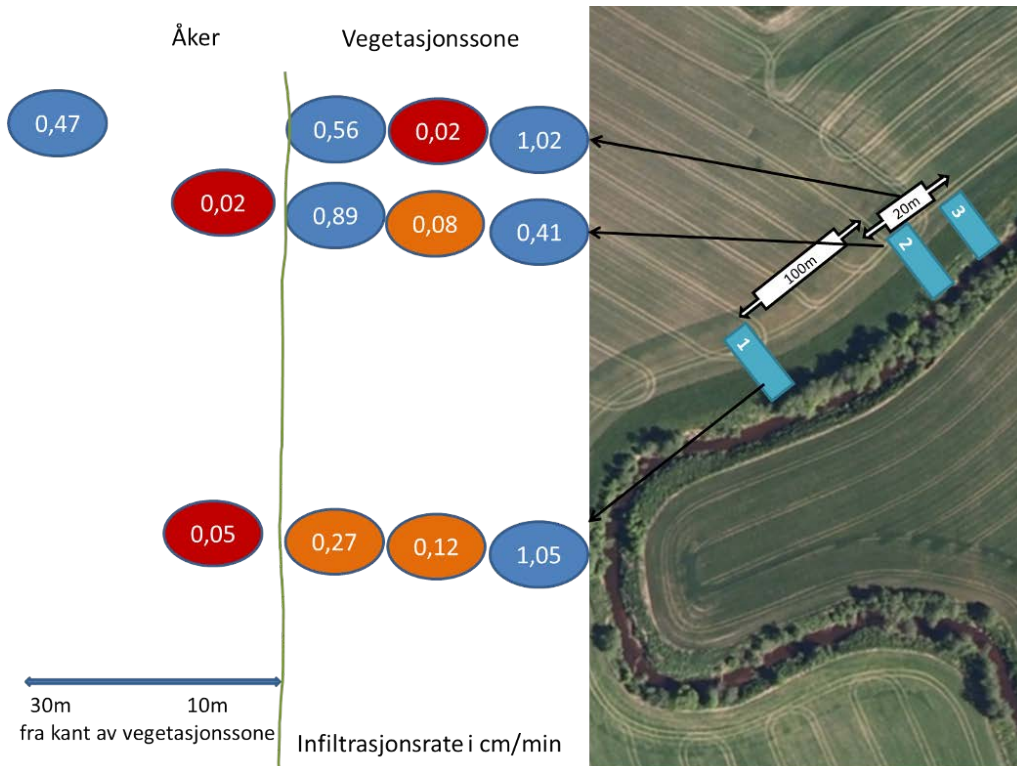 Åker
Vegetasjonssone
0,47
0,56
0,02
1,02
0,02
0,89
0,08
0,41
0,05
0,27
0,12
1,05
30m
10m
fra kant av vegetasjonssone
Infiltrasjonsrate i cm/min
20m
100m
3
2
1